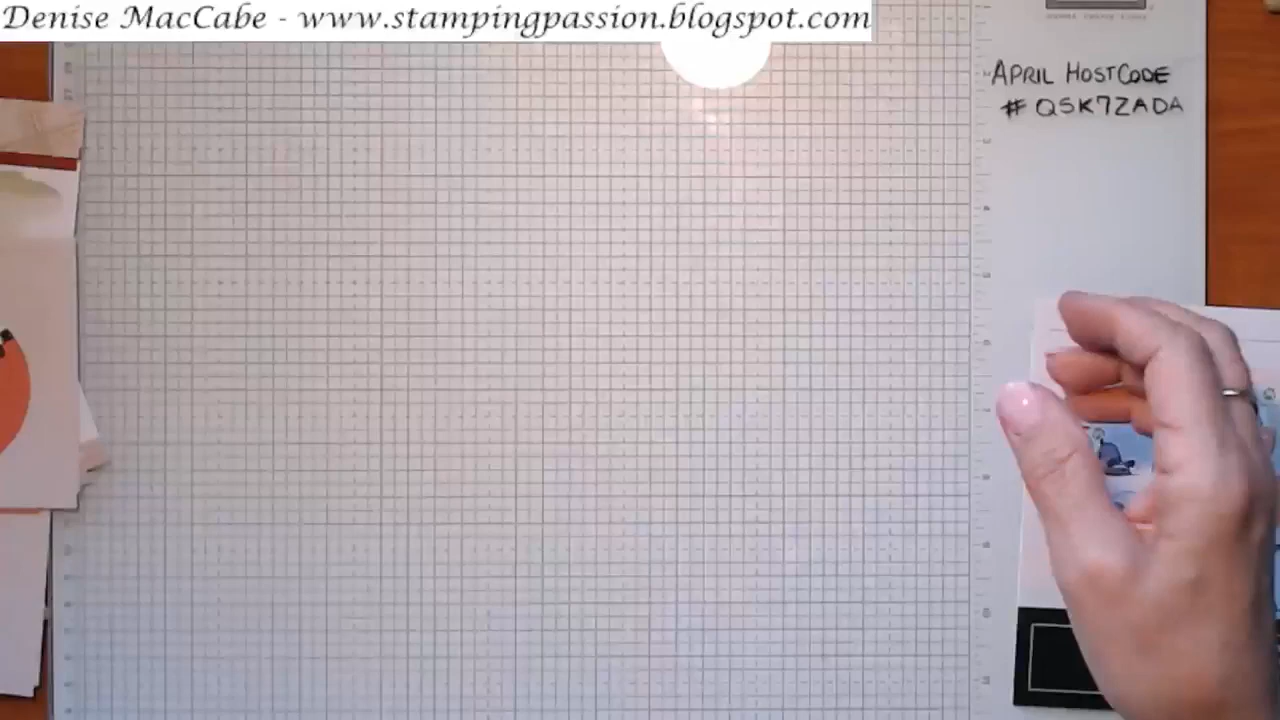 Denise MacCabe - www.stampingpassion.blogspot.com
APRIL HOSTCODE
# QSK7ZADA